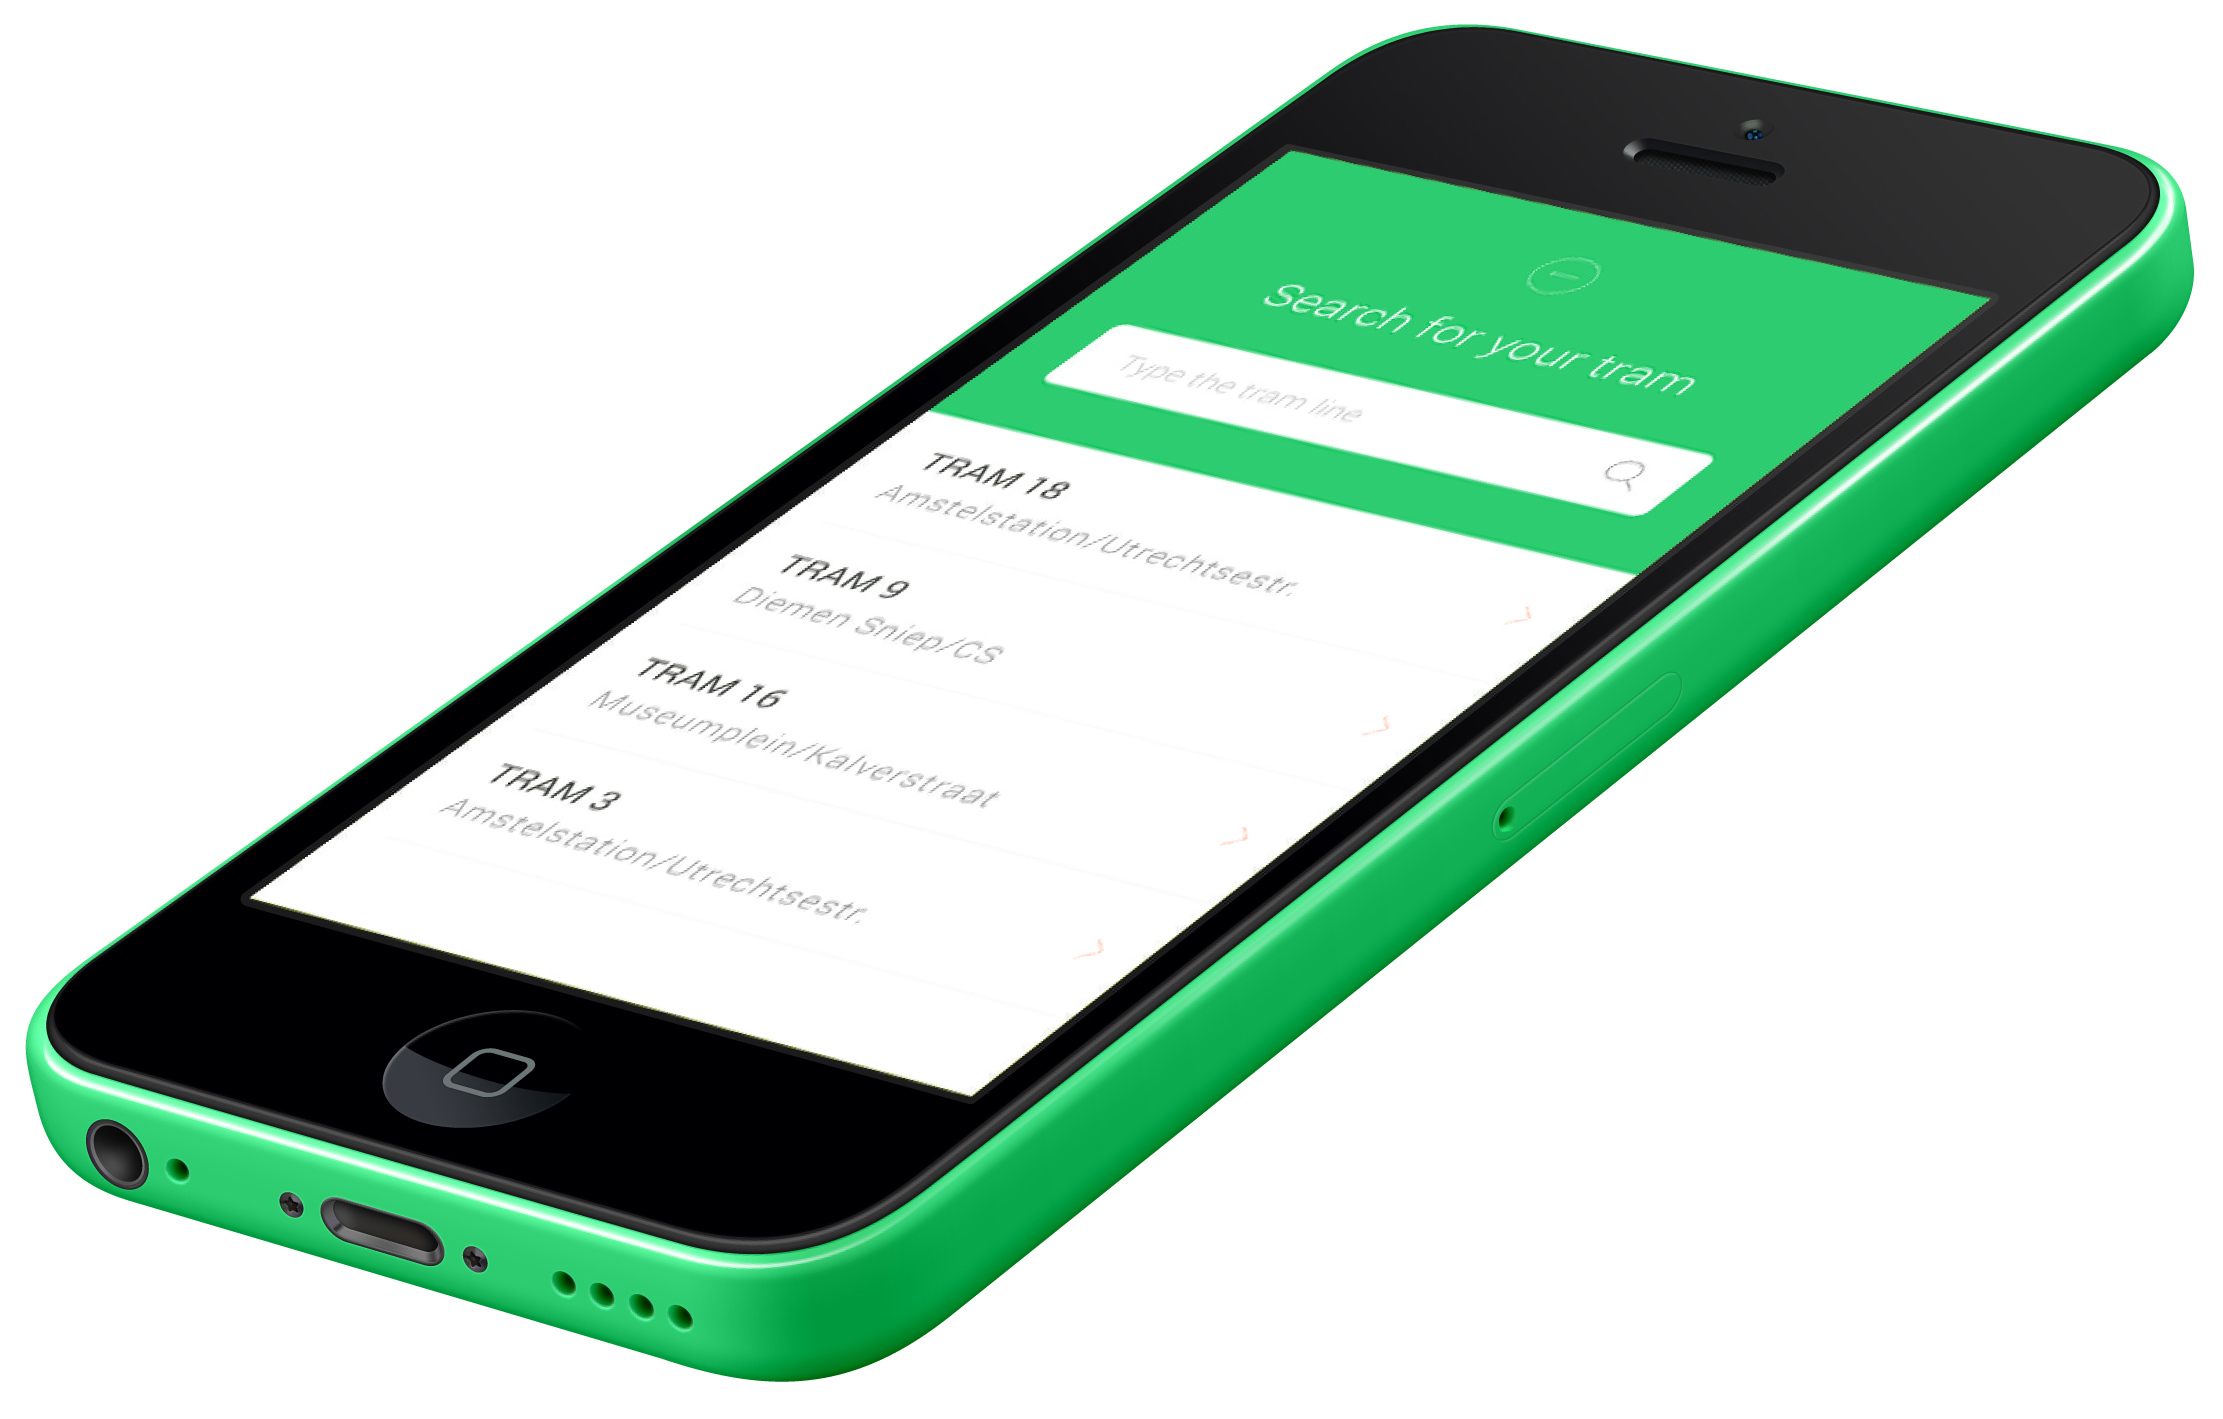 Search for your tram
Type the tram line
TRAM 18
Amstelstation/Utrechtsestr.
TRAM 9
Diemen Sniep/CS
TRAM 16
Museumplein/Kalverstraat
TRAM 3
Amstelstation/Utrechtsestr.